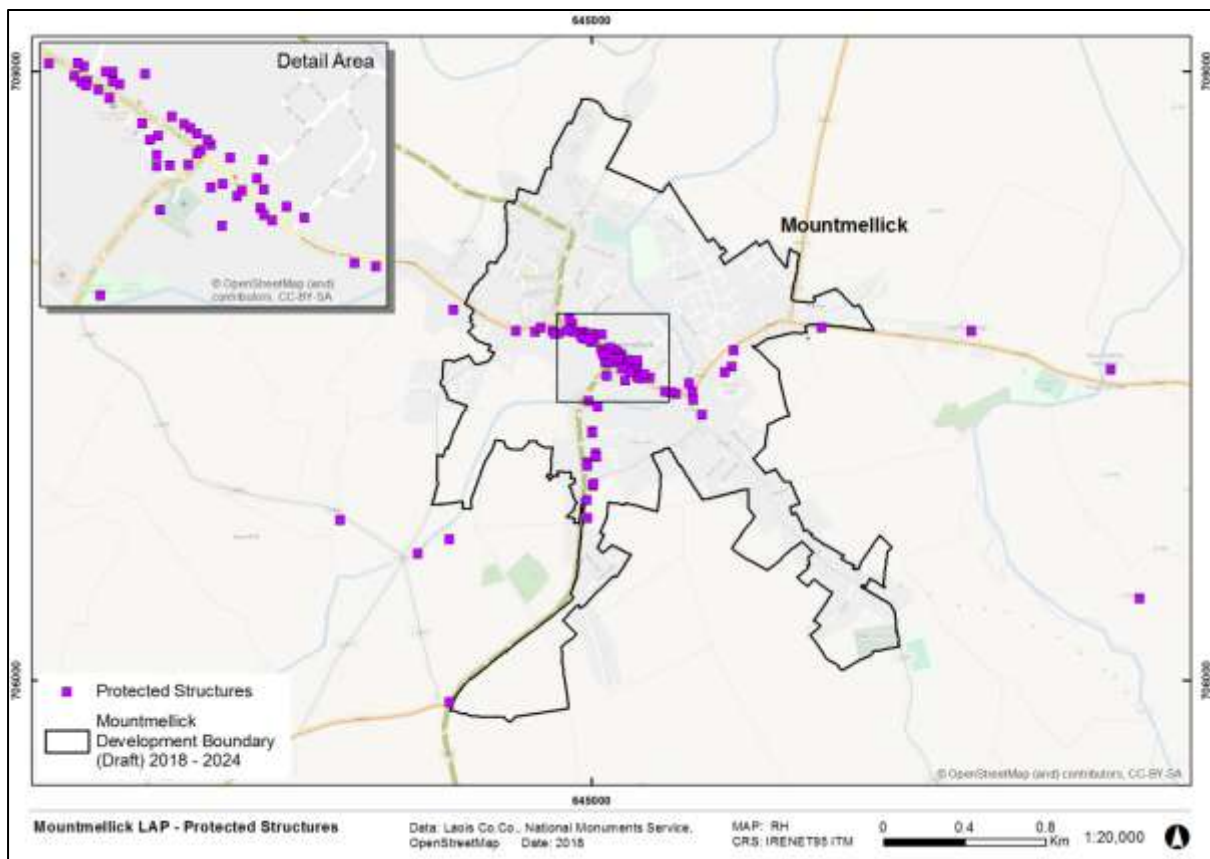 645000
709000
709000
Detail Area
© OpenStreetMap (and)
contributors, CC-BY-SA
Mountmellick
706000
706000
Protected Structures
Mountmellick
Development Boundary
(Draft) 2018 - 2024
© OpenStreetMap (and) contributors, CC-BY-SA
645000
Mountmellick LAP - Protected Structures
Data: Laois Co.Co., National Monuments Service,
OpenStreetMap Date: 2018
MAP: RH
CRS: IRENET95 ITM
0 0.4 0.8
Km
1:20,000